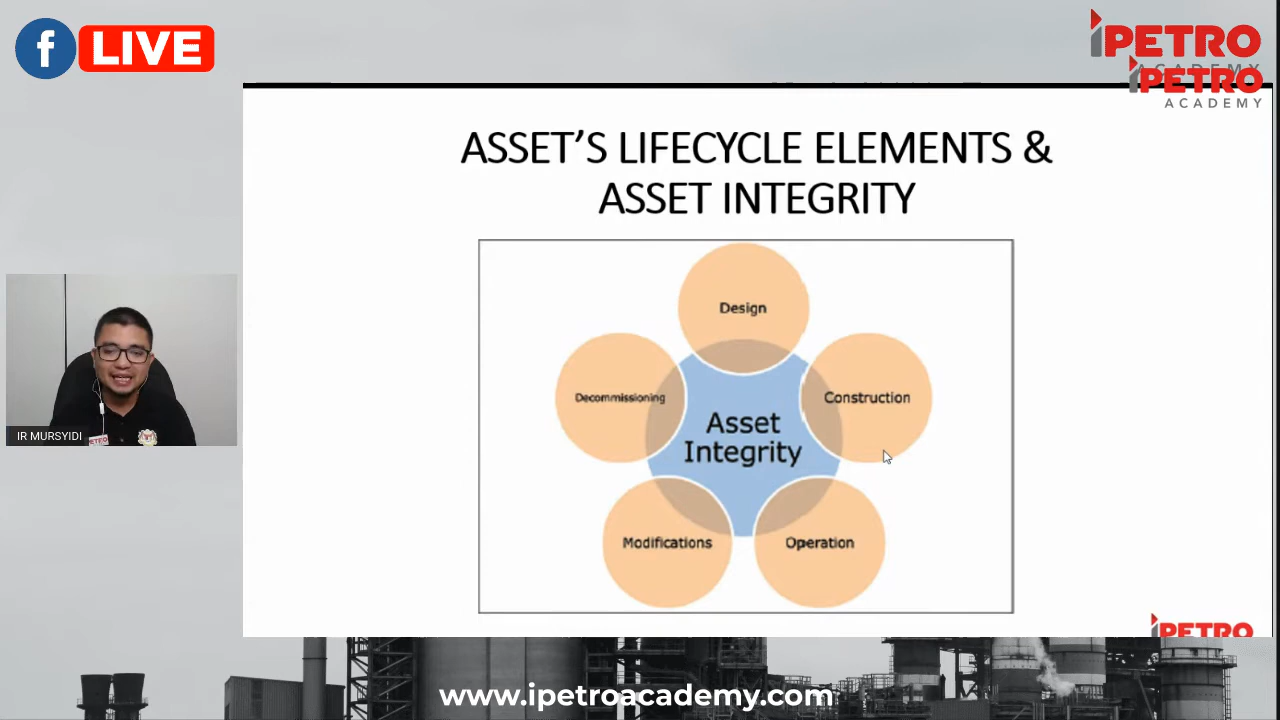 f LIVE
iPETRO
ACADEMY
iPETRO
ACADEMY
ASSET'S LIFECYCLE ELEMENTS &
ASSET INTEGRITY
Design
Decommissioning
Construction
Asset
Integrity
Modifications
Operation
IR MURSYIDI
PETRO
iPETRO
www.ipetroacademy.com